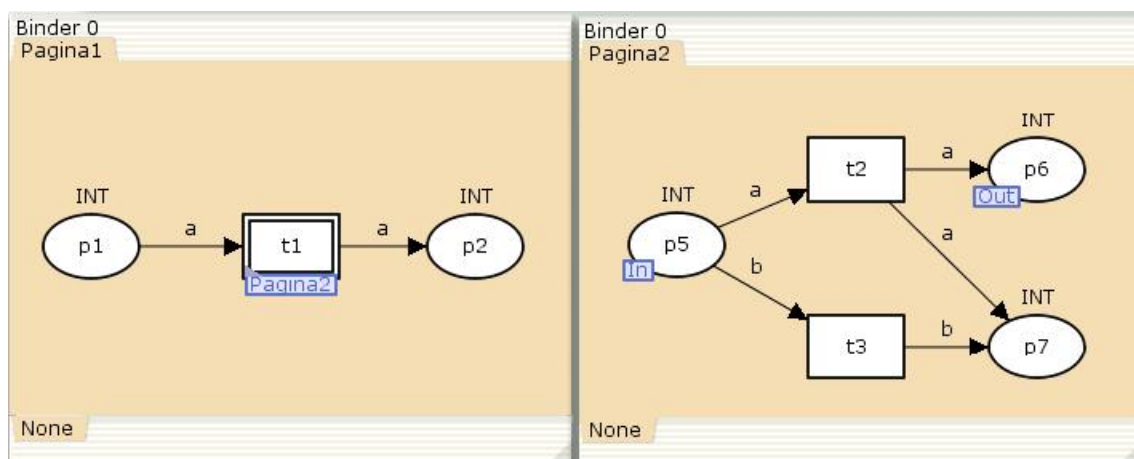 Binder 0
Pagina1
INT
p1
a
t1
Pagina2
a
INT
p2
None
Binder 0
Pagina2
INT
p5
In
a
b
t2
t3
a
a
b
INT
p6
Out
INT
p7
None